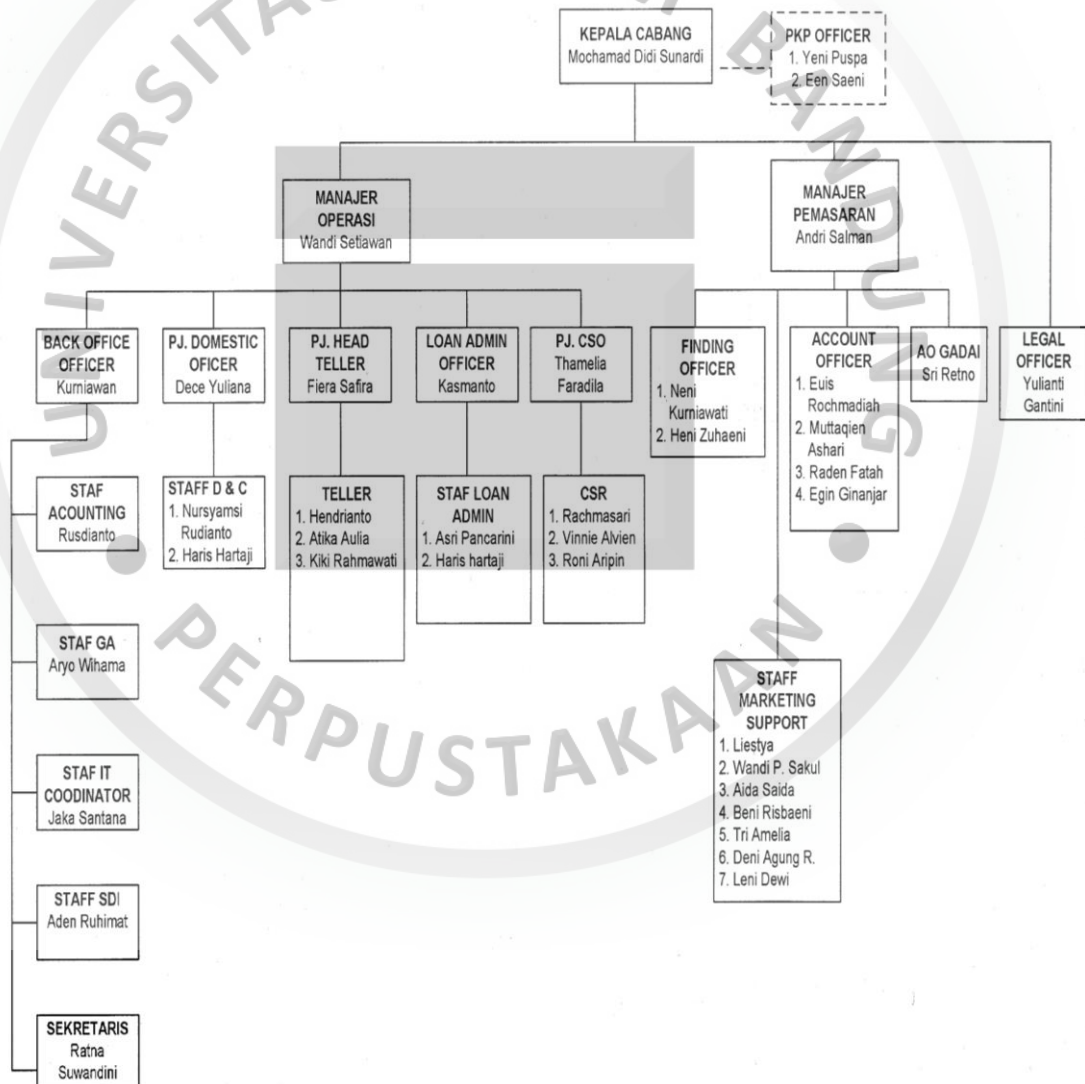 KEPALA CABANG
Mochamad Didi Sunardi
PKP OFFICER
1. Yeni Puspa
2. Een Saeni
MANAJER
OPERASI
Wandi Setiawan
MANAJER
PEMASARAN
Andri Salman
BACK OFFICE
OFFICER
Kurniawan
PJ. DOMESTIC
OFICER
Dece Yuliana
PJ. HEAD
TELLER
Fiera Safira
LOAN ADMIN
OFFICER
Kasmanto
PJ. CSO
Thamelia
Faradila
FINDING
OFFICER
1. Neni
Kurniawati
2. Heni Zuhaeni
ACCOUNT
OFFICER
1. Euis
Rochmadiah
2. Muttaqien
Ashari
3. Raden Fatah
4. Egin Ginanjar
AO GADAI
Sri Retno
LEGAL
OFFICER
Yulianti
Gantini
STAF
ACOUNTING
Rusdianto
STAFF D & C
1. Nursyamsi
Rudianto
2. Haris Hartaji
TELLER
1. Hendrianto
2. Atika Aulia
3. Kiki Rahmawati
STAF LOAN
ADMIN
1. Asri Pancarini
2. Haris hartaji
CSR
1. Rachmasari
2. Vinnie Alvien
3. Roni Aripin
STAF GA
Aryo Wihama
STAFF
MARKETING
SUPPORT
1. Liestya
2. Wandi P. Sakul
3. Aida Saida
4. Beni Risbaeni
5. Tri Amelia
6. Deni Agung R.
7. Leni Dewi
STAF IT
COODINATOR
Jaka Santana
STAFF SDI
Aden Ruhimat
SEKRETARIS
Ratna
Suwandini
BANDUNG
PERPUSTAKAAN